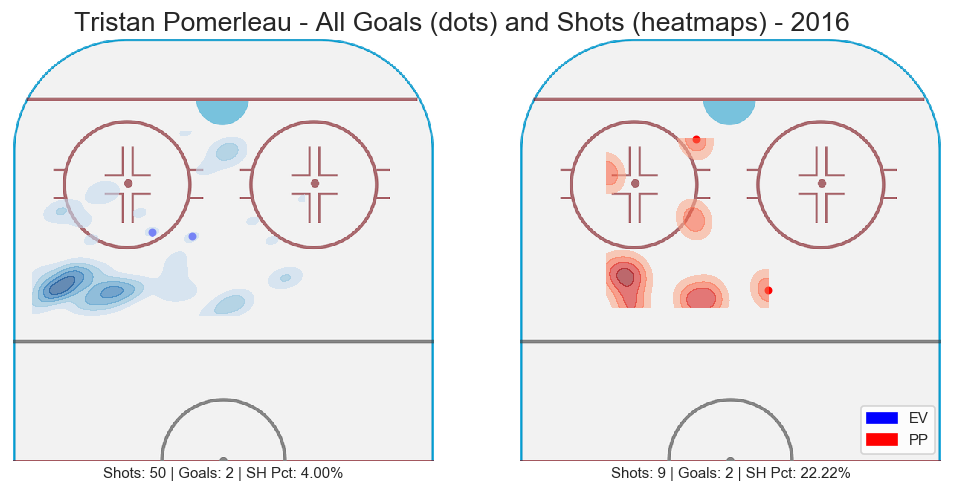 Tristan Pomerleau - All Goals (dots) and Shots (heatmaps) - 2016
EV
PP
Shots: 50 | Goals: 2 | SH Pct: 4.00%
Shots: 9 | Goals: 2 | SH Pct: 22.22%